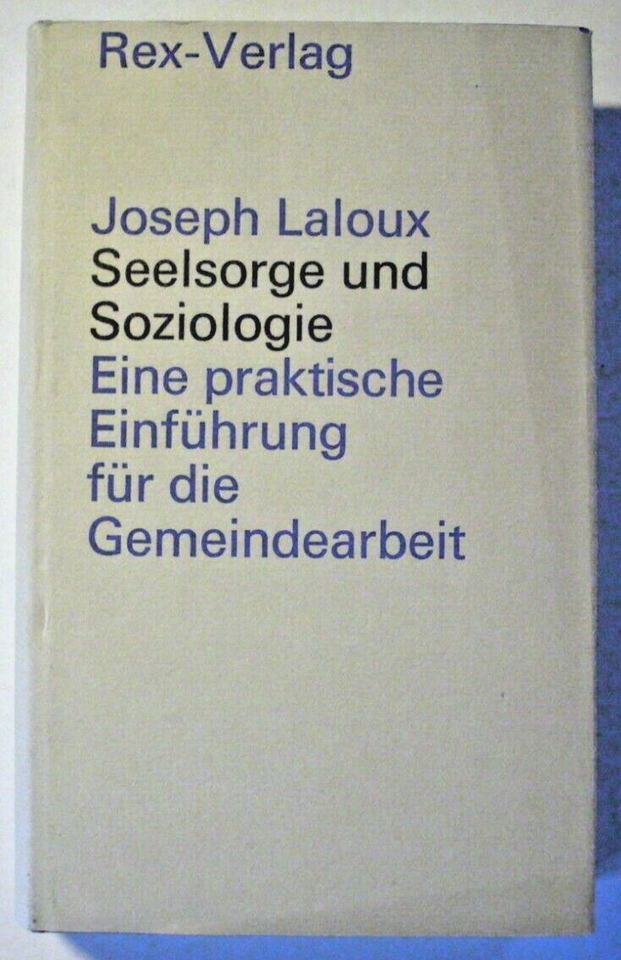 Rex-Verlag
Joseph Laloux
Seelsorge und
Soziologie
Eine praktische
Einführung
für die
Gemeindearbeit